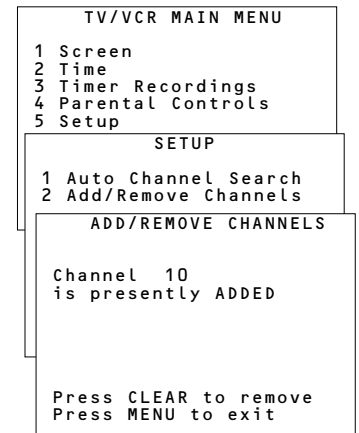 TV/VCR MAIN MENU
1 Screen
2 Time
3 Timer Recordings
4 Parental Controls
5 Setup
SETUP
1 Auto Channel Search
2 Add/Remove Channels
ADD/REMOVE CHANNELS
Channel 10
is presently ADDED
Press CLEAR to remove
Press MENU to exit